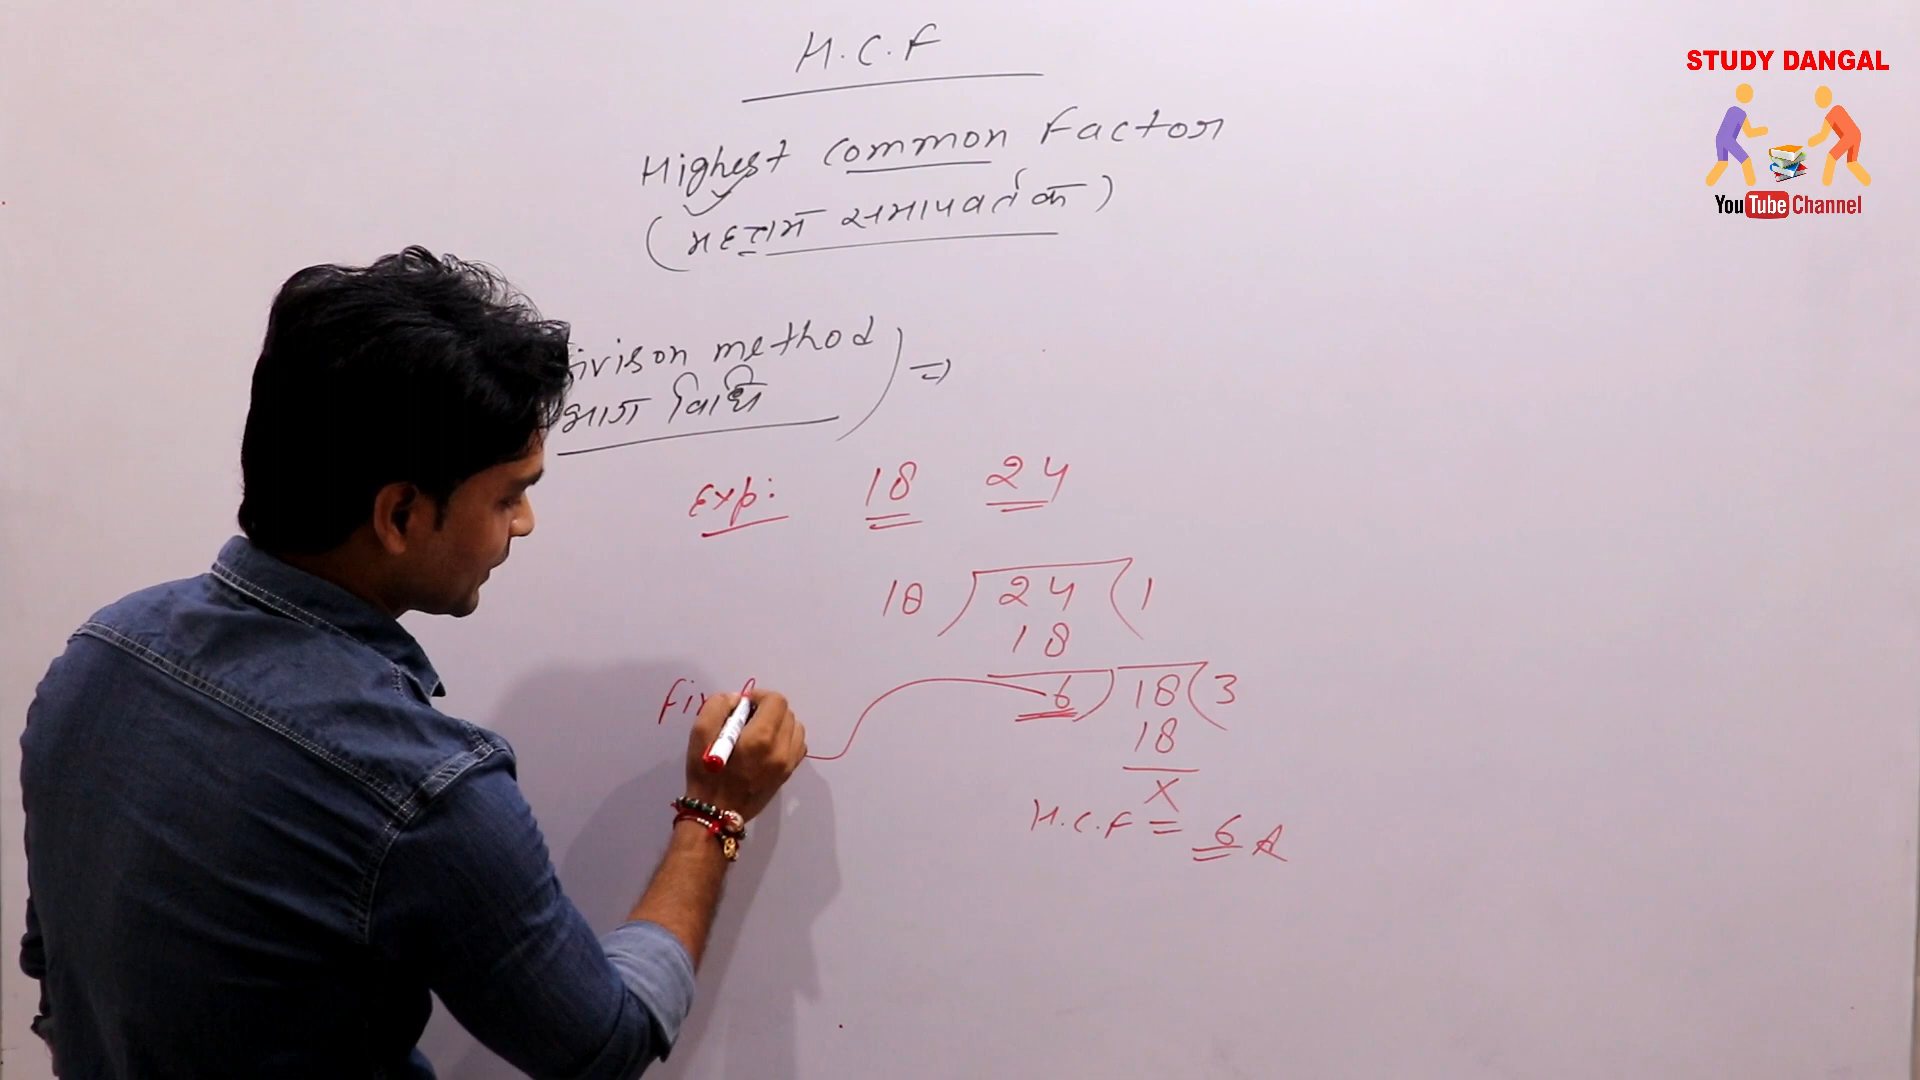 H.C.F
Highest Common Factor
(महत्तम समापवर्तक)
STUDY DANGAL
YouTube Channel
divison method) ⇒
भाग विधि
Exp: 18 24
18) 24 (1
18
6) 18 (3
18
×
H.C.F = 6 A